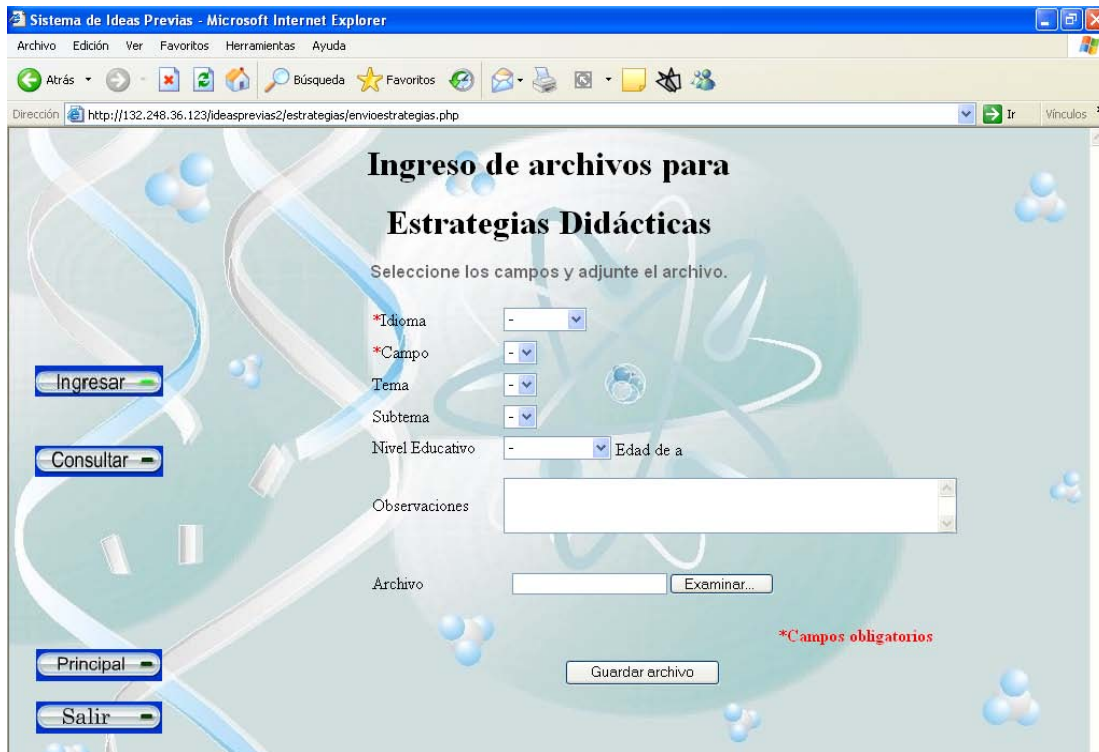 Sistema de Ideas Previas - Microsoft Internet Explorer
Archivo Edición Ver Favoritos Herramientas Ayuda
Atrás Búsqueda Favoritos
Dirección http://132.248.36.123/ideasprevias2/estrategias/envioestrategias.php Ir Vínculos
Ingreso de archivos para
Estrategias Didácticas
Seleccione los campos y adjunte el archivo.
*Idioma -
*Campo -
Ingresar
Tema -
Subtema -
Nivel Educativo - Edad de a
Consultar
Observaciones
Archivo Examinar...
*Campos obligatorios
Principal
Guardar archivo
Salir